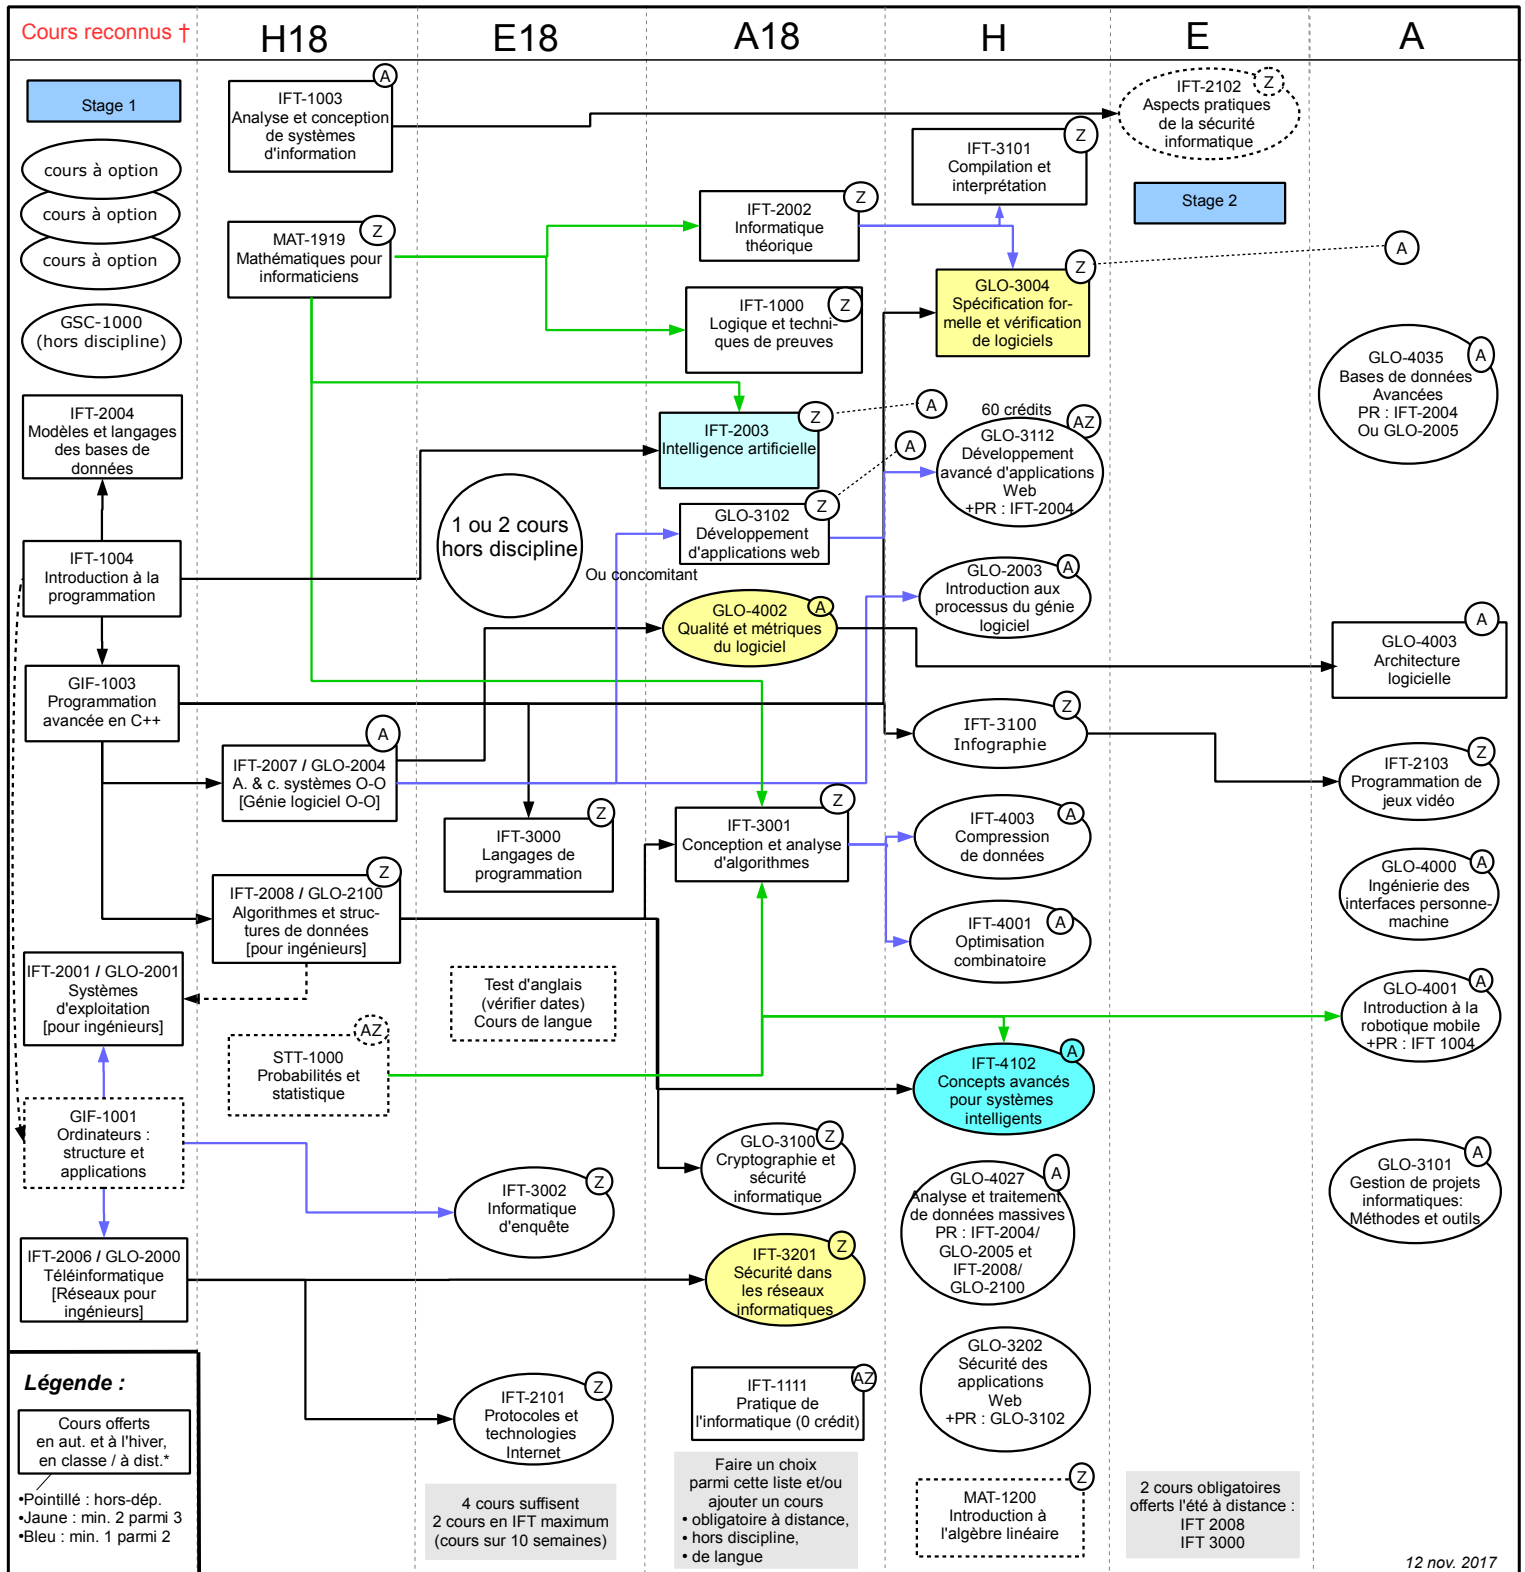 Cours reconnus †
H18
E18
A18
H
E
A
Stage 1
cours à option
cours à option
cours à option
GSC-1000
(hors discipline)
IFT-2004
Modèles et langages
des bases de
données
IFT-1004
Introduction à la
programmation
GIF-1003
Programmation
avancée en C++
IFT-2001 / GLO-2001
Systèmes
d'exploitation
[pour ingénieurs]
GIF-1001
Ordinateurs :
structure et
applications
IFT-2006 / GLO-2000
Téléinformatique
[Réseaux pour
ingénieurs]
Légende :
Cours offerts
en aut. et à l'hiver,
en classe / à dist.*
•Pointillé : hors-dép.
•Jaune : min. 2 parmi 3
•Bleu : min. 1 parmi 2
A
IFT-1003
Analyse et conception
de systèmes
d'information
Z
MAT-1919
Mathématiques pour
informaticiens
A
IFT-2007 / GLO-2004
A. & c. systèmes O-O
[Génie logiciel O-O]
Z
IFT-2008 / GLO-2100
Algorithmes et struc-
tures de données
[pour ingénieurs]
AZ
STT-1000
Probabilités et
statistique
1 ou 2 cours
hors discipline
Ou concomitant
Z
IFT-3000
Langages de
programmation
Test d'anglais
(vérifier dates)
Cours de langue
Z
IFT-3002
Informatique
d'enquête
Z
IFT-2101
Protocoles et
technologies
Internet
4 cours suffisent
2 cours en IFT maximum
(cours sur 10 semaines)
Z
IFT-2002
Informatique
théorique
Z
IFT-1000
Logique et techni-
ques de preuves
Z
A
IFT-2003
Intelligence artificielle
Z
A
GLO-3102
Développement
d'applications web
A
GLO-4002
Qualité et métriques
du logiciel
Z
IFT-3001
Conception et analyse
d'algorithmes
Z
GLO-3100
Cryptographie et
sécurité
informatique
Z
IFT-3201
Sécurité dans
les réseaux
informatiques
AZ
IFT-1111
Pratique de
l'informatique (0 crédit)
Faire un choix
parmi cette liste et/ou
ajouter un cours
• obligatoire à distance,
• hors discipline,
• de langue
Z
IFT-3101
Compilation et
interprétation
Z
A
GLO-3004
Spécification for-
melle et vérification
de logiciels
60 crédits
AZ
GLO-3112
Développement
avancé d'applications
Web
+PR : IFT-2004
A
GLO-2003
Introduction aux
processus du génie
logiciel
Z
IFT-3100
Infographie
A
IFT-4003
Compression
de données
A
IFT-4001
Optimisation
combinatoire
A
IFT-4102
Concepts avancés
pour systèmes
intelligents
A
GLO-4027
Analyse et traitement
de données massives
PR : IFT-2004/
GLO-2005 et
IFT-2008/
GLO-2100
GLO-3202
Sécurité des
applications
Web
+PR : GLO-3102
Z
MAT-1200
Introduction à
l'algèbre linéaire
Z
IFT-2102
Aspects pratiques
de la sécurité
informatique
Stage 2
2 cours obligatoires
offerts l'été à distance :
IFT 2008
IFT 3000
A
GLO-4035
Bases de données
Avancées
PR : IFT-2004
Ou GLO-2005
A
GLO-4003
Architecture
logicielle
Z
IFT-2103
Programmation de
jeux vidéo
A
GLO-4000
Ingénierie des
interfaces personne-
machine
A
GLO-4001
Introduction à la
robotique mobile
+PR : IFT 1004
A
GLO-3101
Gestion de projets
informatiques:
Méthodes et outils
12 nov. 2017